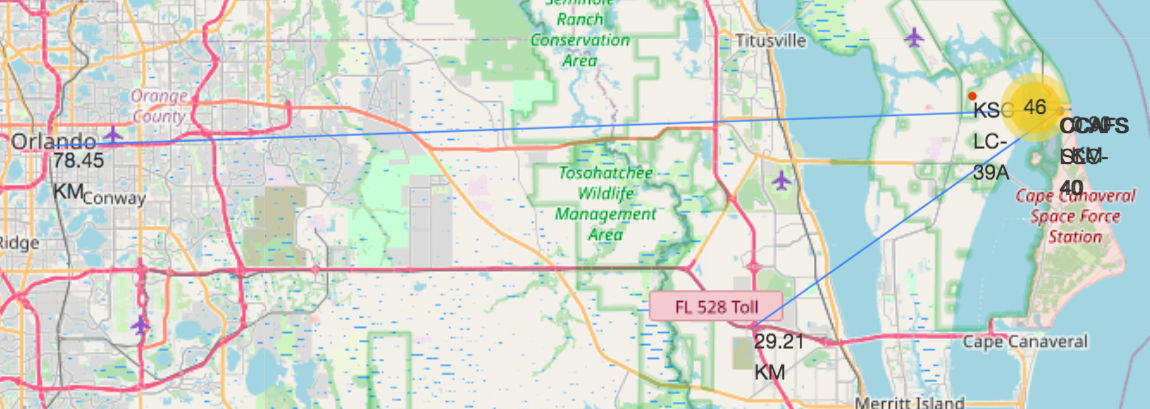 Seminole
Ranch
Conservation
Area
Titusville
Orange
County
KSC
LC-
39A
46
Orlando
78.45
KM
Conway
Tosohatchee
Wildlife
Management
Area
40
Cape Canaveral
Space Force
Station
Ridge
FL 528 Toll
29.21
KM
Cape Canaveral
Merritt Island